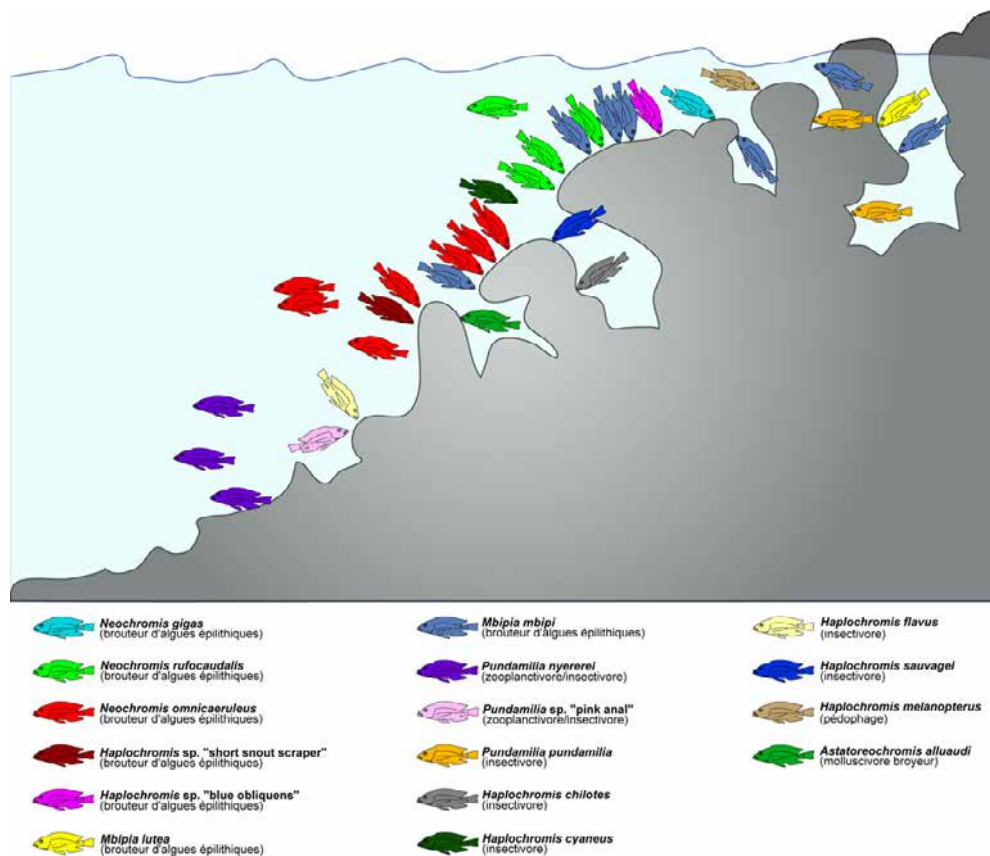 Neochromis gigas
(brouteur d'algues épilithiques)
Neochromis rufocaudalis
(brouteur d'algues épilithiques)
Neochromis omnicaeruleus
(brouteur d'algues épilithiques)
Haplochromis sp. "short snout scraper"
(brouteur d'algues épilithiques)
Haplochromis sp. "blue obliquens"
(brouteur d'algues épilithiques)
Mbipia lutea
(brouteur d'algues épilithiques)
Mbipia mbipi
(brouteur d'algues épilithiques)
Pundamilia nyererei
(zooplanctivore/insectivore)
Pundamilia sp. "pink anal"
(zooplanctivore/insectivore)
Pundamilia pundamilia
(insectivore)
Haplochromis chilotes
(insectivore)
Haplochromis cyaneus
(insectivore)
Haplochromis flavus
(insectivore)
Haplochromis sauvagei
(insectivore)
Haplochromis melanopterus
(pédophage)
Astatoreochromis alluaudi
(molluscivore broyeur)